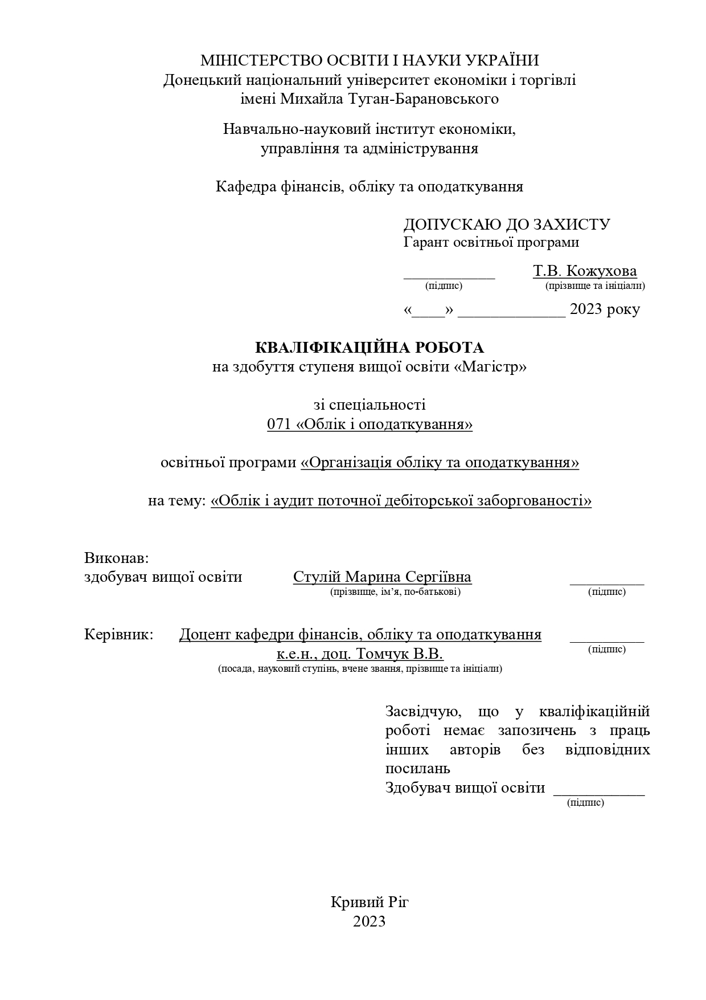 МІНІСТЕРСТВО ОСВІТИ І НАУКИ УКРАЇНИ
Донецький національний університет економіки і торгівлі
імені Михайла Туган-Барановського
Навчально-науковий інститут економіки,
управління та адміністрування
Кафедра фінансів, обліку та оподаткування
ДОПУСКАЮ ДО ЗАХИСТУ
Гарант освітньої програми
___________ Т.В. Кожухова
(підпис) (прізвище та ініціали)
«____» _____________ 2023 року
КВАЛІФІКАЦІЙНА РОБОТА
на здобуття ступеня вищої освіти «Магістр»
зі спеціальності
071 «Облік і оподаткування»
освітньої програми «Організація обліку та оподаткування»
на тему: «Облік і аудит поточної дебіторської заборгованості»
Виконав:
здобувач вищої освіти Стулій Марина Сергіївна _________
(прізвище, ім’я, по-батькові) (підпис)
Керівник: Доцент кафедри фінансів, обліку та оподаткування _________
к.е.н., доц. Томчук В.В. (підпис)
(посада, науковий ступінь, вчене звання, прізвище та ініціали)
Засвідчую, що у кваліфікаційній
роботі немає запозичень з праць
інших авторів без відповідних
посилань
Здобувач вищої освіти ___________
(підпис)
Кривий Ріг
2023